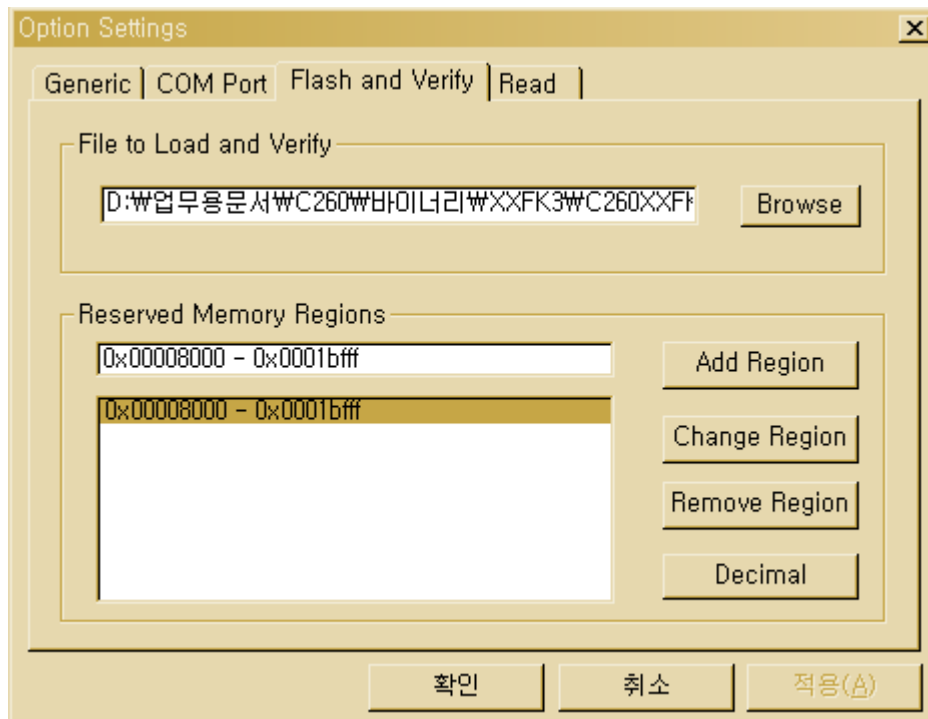 Option Settings
Generic COM Port Flash and Verify Read
File to Load and Verify
D:₩업무용문서₩C260₩바이너리₩XXFK3₩C260XXFK
Browse
Reserved Memory Regions
0x00008000 - 0x0001bfff
Add Region
0x00008000 - 0x0001bfff
Change Region
Remove Region
Decimal
확인 취소 적용(A)